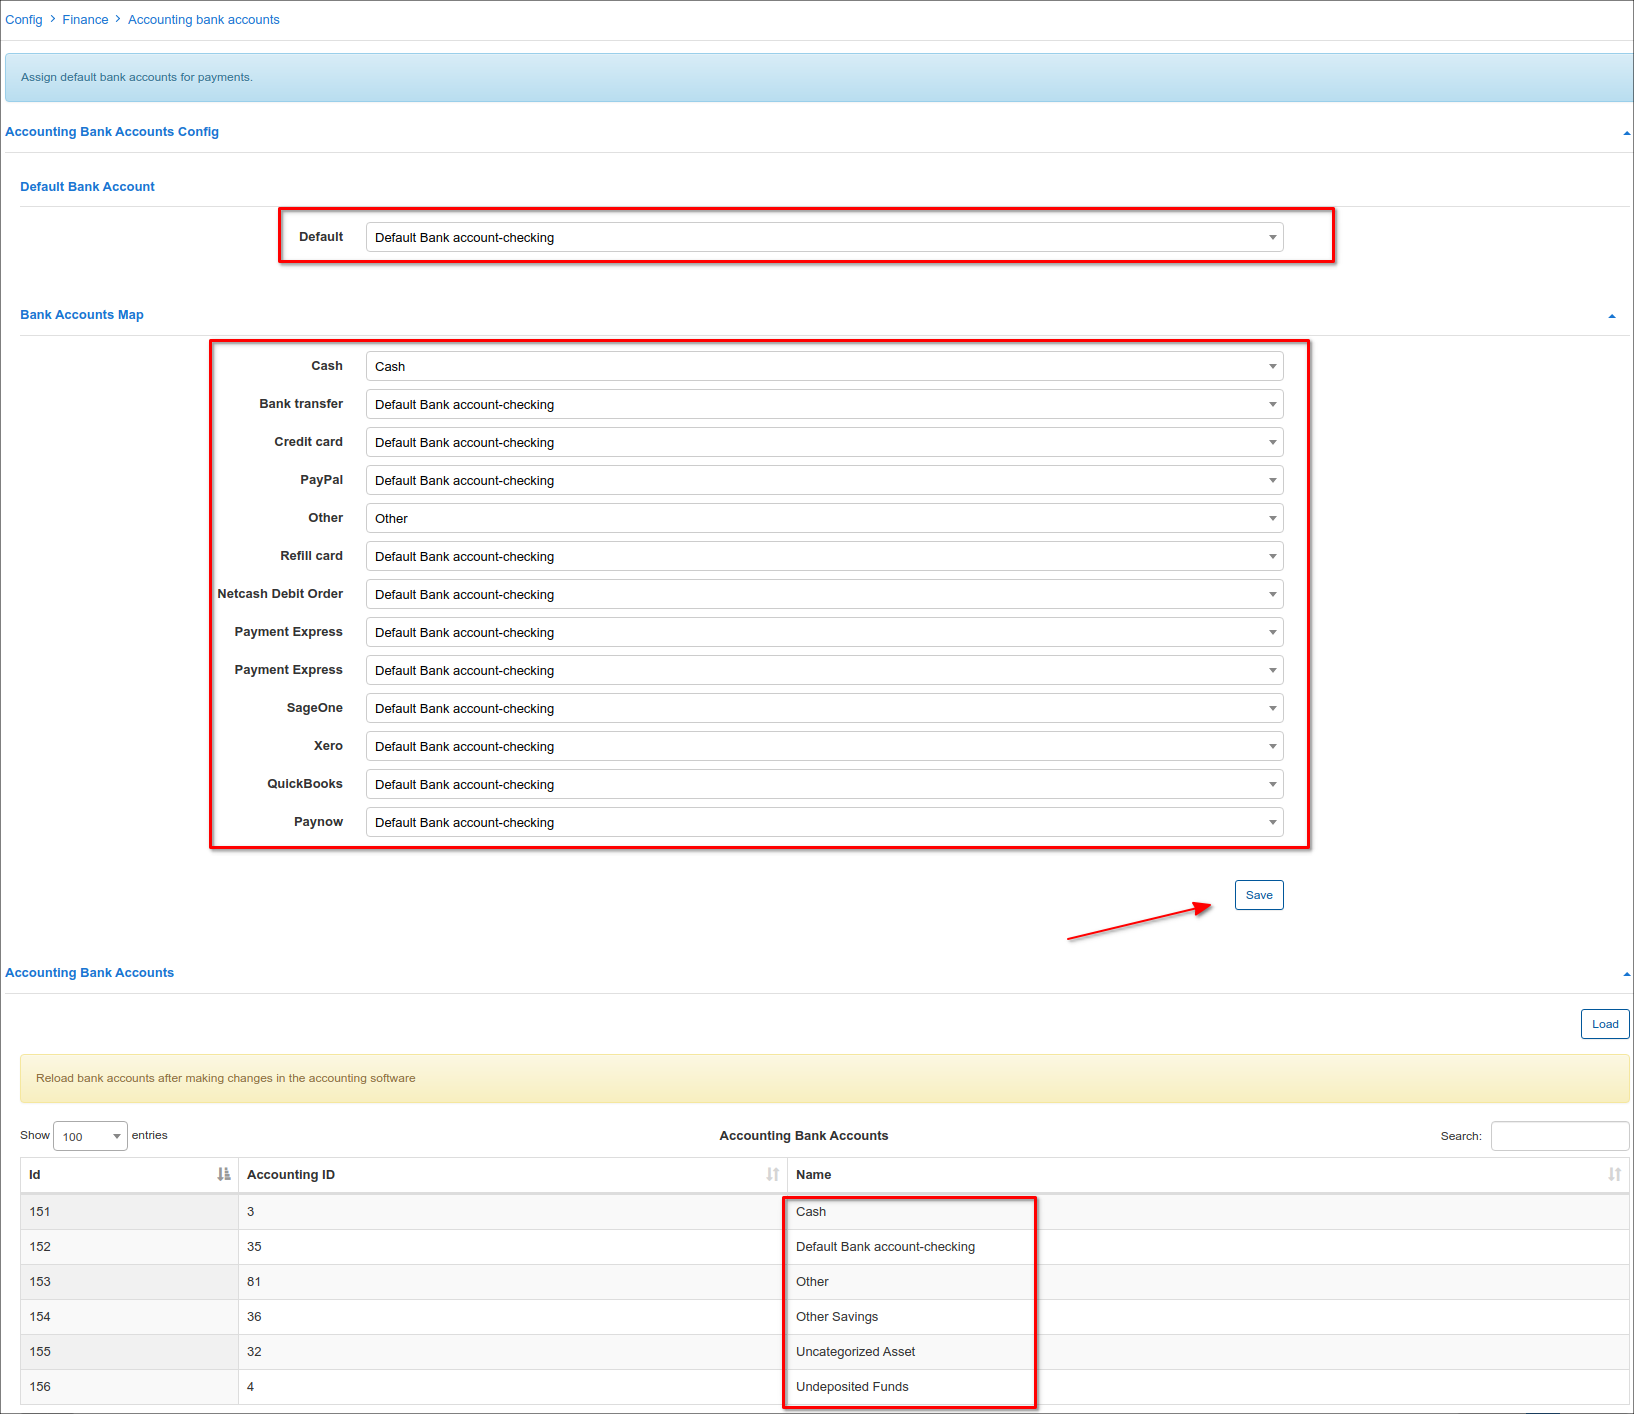 Config > Finance > Accounting bank accounts
Assign default bank accounts for payments.
Accounting Bank Accounts Config
Default Bank Account
Default Default Bank account-checking
Bank Accounts Map
Cash Cash
Bank transfer Default Bank account-checking
Credit card Default Bank account-checking
PayPal Default Bank account-checking
Other Other
Refill card Default Bank account-checking
Netcash Debit Order Default Bank account-checking
Payment Express Default Bank account-checking
Payment Express Default Bank account-checking
SageOne Default Bank account-checking
Xero Default Bank account-checking
QuickBooks Default Bank account-checking
Paynow Default Bank account-checking
Save
Accounting Bank Accounts
Load
Reload bank accounts after making changes in the accounting software
Show 100 entries Accounting Bank Accounts Search:
Id Accounting ID Name
151 3 Cash
152 35 Default Bank account-checking
153 81 Other
154 36 Other Savings
155 32 Uncategorized Asset
156 4 Undeposited Funds